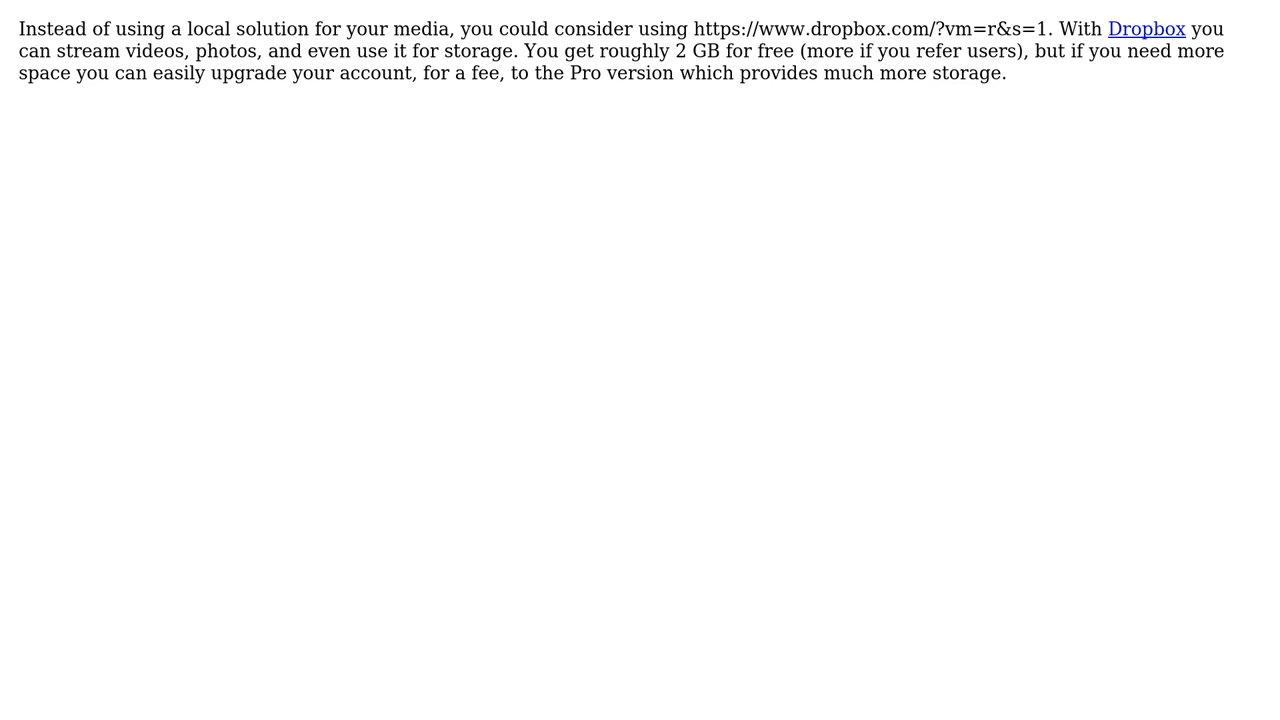 Instead of using a local solution for your media, you could consider using https://www.dropbox.com/?vm=r&s=1. With Dropbox you
can stream videos, photos, and even use it for storage. You get roughly 2 GB for free (more if you refer users), but if you need more
space you can easily upgrade your account, for a fee, to the Pro version which provides much more storage.